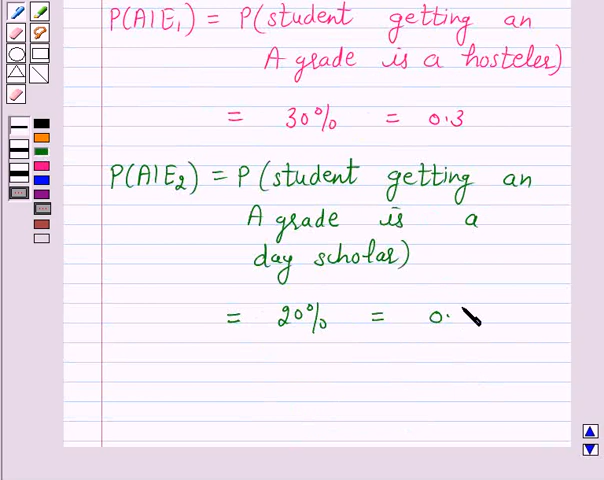 P(A|E1) = P(student getting an
A grade is a hosteler)
= 30% = 0.3
P(A|E2) = P(student getting an
A grade is a
day scholar)
= 20% = 0.